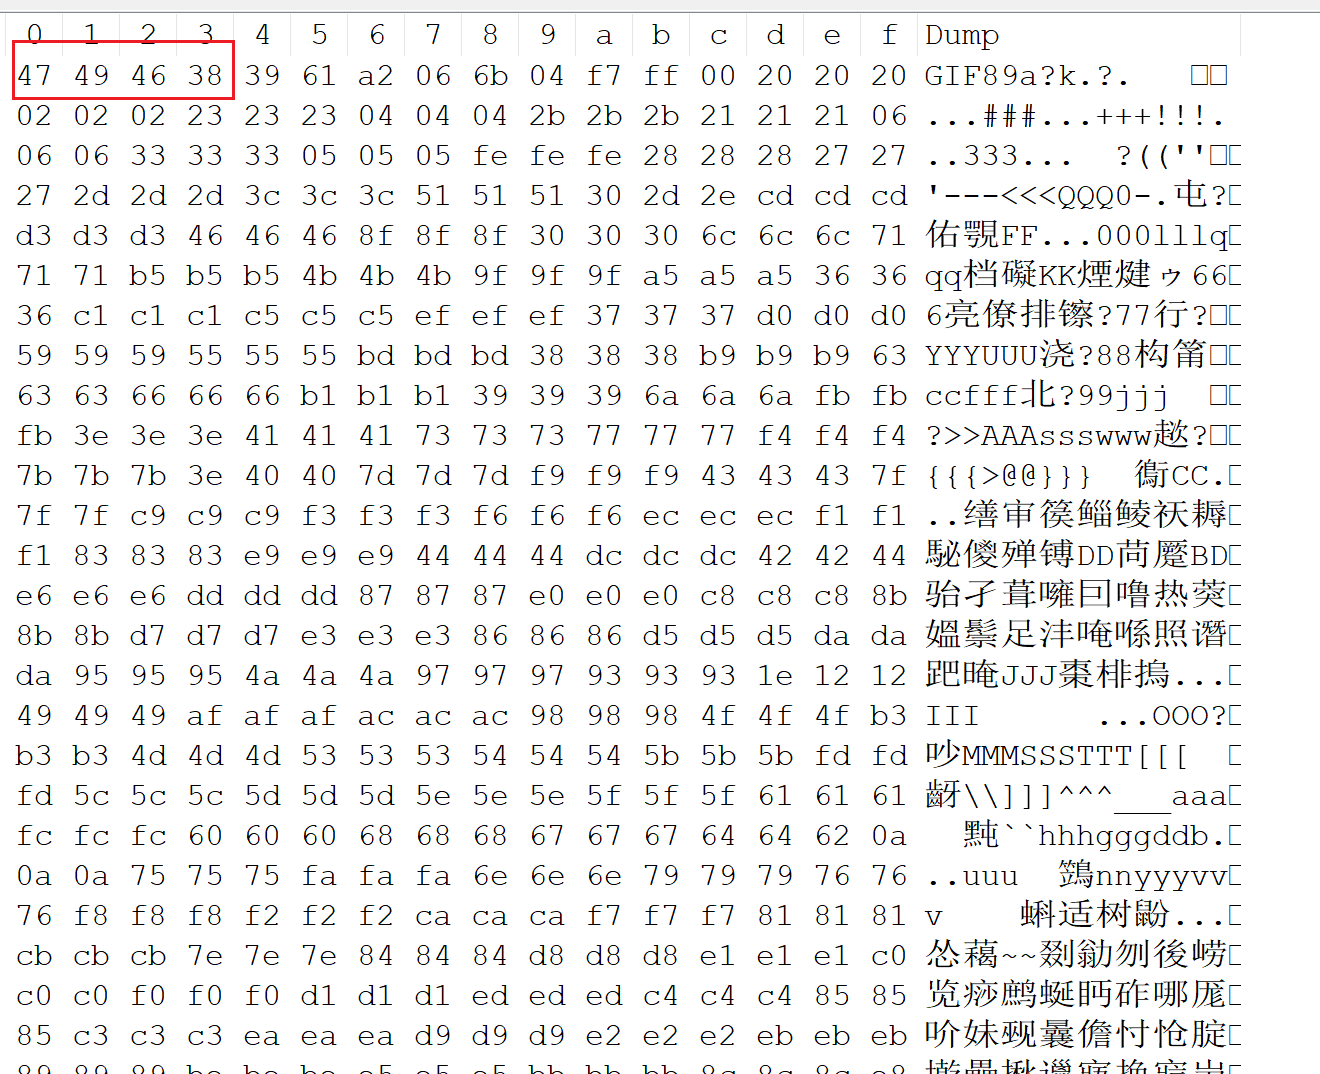 0 1 2 3 4 5 6 7 8 9 a b c d e f Dump
47 49 46 38 39 61 a2 06 6b 04 f7 ff 00 20 20 20 GIF89a?k.?. □□
02 02 02 23 23 23 04 04 04 2b 2b 2b 21 21 21 06 ...###...+++!!!.
06 06 33 33 33 05 05 05 fe fe fe 28 28 28 27 27 ..333... ?((''□□
27 2d 2d 2d 3c 3c 3c 51 51 51 30 2d 2e cd cd cd '---<<<QQQ0-.屯?□
d3 d3 d3 46 46 46 8f 8f 8f 30 30 30 6c 6c 6c 71 佑覮FF...000lllq□
71 71 b5 b5 b5 4b 4b 4b 9f 9f 9f a5 a5 a5 36 36 qq档礙KK煙煡ゥ66□
36 c1 c1 c1 c5 c5 c5 ef ef ef 37 37 37 d0 d0 d0 6亮僚排镲?77行?□□
59 59 59 55 55 55 bd bd bd 38 38 38 b9 b9 b9 63 YYYUUU浇?88构箵□□
63 63 66 66 66 b1 b1 b1 39 39 39 6a 6a 6a fb fb ccfff北?99jjj □□
fb 3e 3e 3e 41 41 41 73 73 73 77 77 77 f4 f4 f4 ?>>AAAssswww趑?□□
7b 7b 7b 3e 40 40 7d 7d 7d f9 f9 f9 43 43 43 7f {{{>@@}}} 鵆CC.□
7f 7f c9 c9 c9 f3 f3 f3 f6 f6 f6 ec ec ec f1 f1 ..缮审篌鲻鲮祆耨□
f1 83 83 83 e9 e9 e9 44 44 44 dc dc dc 42 42 44 駜儍殚镈DD苘蹷BD□
e6 e6 e6 dd dd dd 87 87 87 e0 e0 e0 c8 c8 c8 8b 骀孑葺噰囙噜热葖□
8b 8b d7 d7 d7 e3 e3 e3 86 86 86 d5 d5 d5 da da 媼鬃足沣唵喺照谮□
da 95 95 95 4a 4a 4a 97 97 97 93 93 93 1e 12 12 跁晻JJJ棗棑搗...□
49 49 49 af af af ac ac ac 98 98 98 4f 4f 4f b3 III ...OOO?□
b3 b3 4d 4d 4d 53 53 53 54 54 54 5b 5b 5b fd fd 吵MMMSSSTTT[[[ □
fd 5c 5c 5c 5d 5d 5d 5e 5e 5e 5f 5f 5f 61 61 61 齖\\]]]^^^___aaa□
fc fc fc 60 60 60 68 68 68 67 67 67 64 64 62 0a 黗``hhhgggddb.□
0a 0a 75 75 75 fa fa fa 6e 6e 6e 79 79 79 76 76 ..uuu 鷑nnyyyvv□
76 f8 f8 f8 f2 f2 f2 ca ca ca f7 f7 f7 81 81 81 v 蝌适树鼢...□
cb cb cb 7e 7e 7e 84 84 84 d8 d8 d8 e1 e1 e1 c0 怂藒~~剟勎刎後崂
c0 c0 f0 f0 f0 d1 d1 d1 ed ed ed c4 c4 c4 85 85 览痧鹧蜒眄砟哪厖□
85 c3 c3 c3 ea ea ea d9 d9 d9 e2 e2 e2 eb eb eb 吤妹觋曩儋忖怆腚□